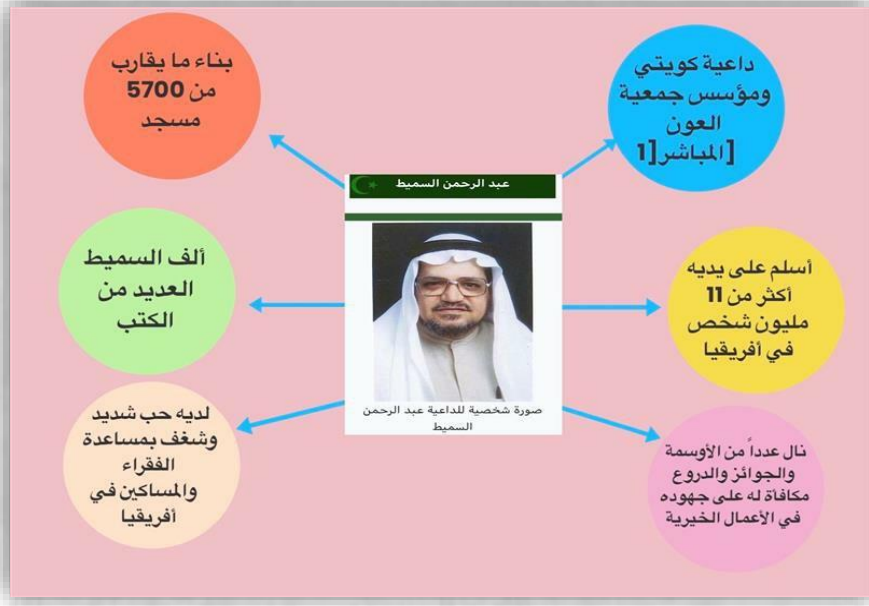 داعية كويتي
ومؤسس جمعية
العون
المباشر[1]
بناء ما يقارب
من 5700
مسجد
عبد الرحمن السميط
أسلم على يديه
أكثر من 11
مليون شخص
في أفريقيا
ألف السميط
العديد من
الكتب
صورة شخصية للداعية عبد الرحمن
السميط
نال عدداً من الأوسمة
والجوائز والدروع
مكافأة له على جهوده
في الأعمال الخيرية
لديه حب شديد
وشغف بمساعدة
الفقراء
والمساكين في
أفريقيا